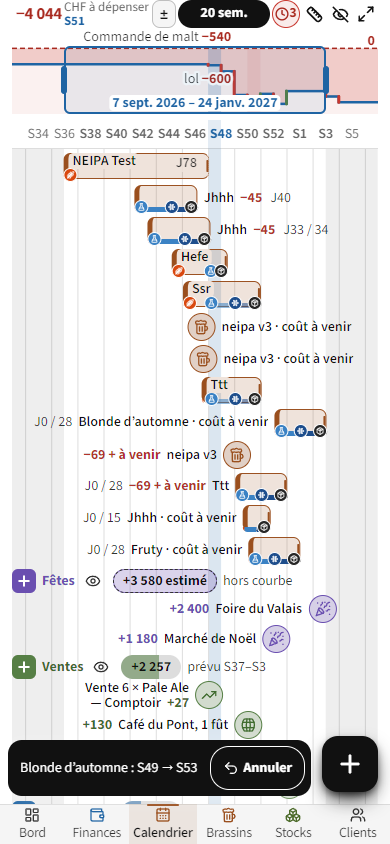 −4 044 CHF à dépenser S51 ± 20 sem. 3
Commande de malt −540 0
lol −600
7 sept. 2026 – 24 janv. 2027
S34 S36 S38 S40 S42 S44 S46 S48 S50 S52 S1 S3 S5
NEIPA Test J78
Jhhh −45 J40
Jhhh −45 J33 / 34
Hefe
Ssr
neipa v3 · coût à venir
neipa v3 · coût à venir
Ttt
J0 / 28 Blonde d’automne · coût à venir
−69 + à venir neipa v3
J0 / 28 −69 + à venir Ttt
J0 / 15 Jhhh · coût à venir
J0 / 28 Fruty · coût à venir
Fêtes +3 580 estimé hors courbe
+2 400 Foire du Valais
+1 180 Marché de Noël
Ventes +2 257 prévu S37–S3
Vente 6 × Pale Ale
— Comptoir +27
+130 Café du Pont, 1 fût
Blonde d’automne : S49 → S53 Annuler
Bord Finances Calendrier Brassins Stocks Clients